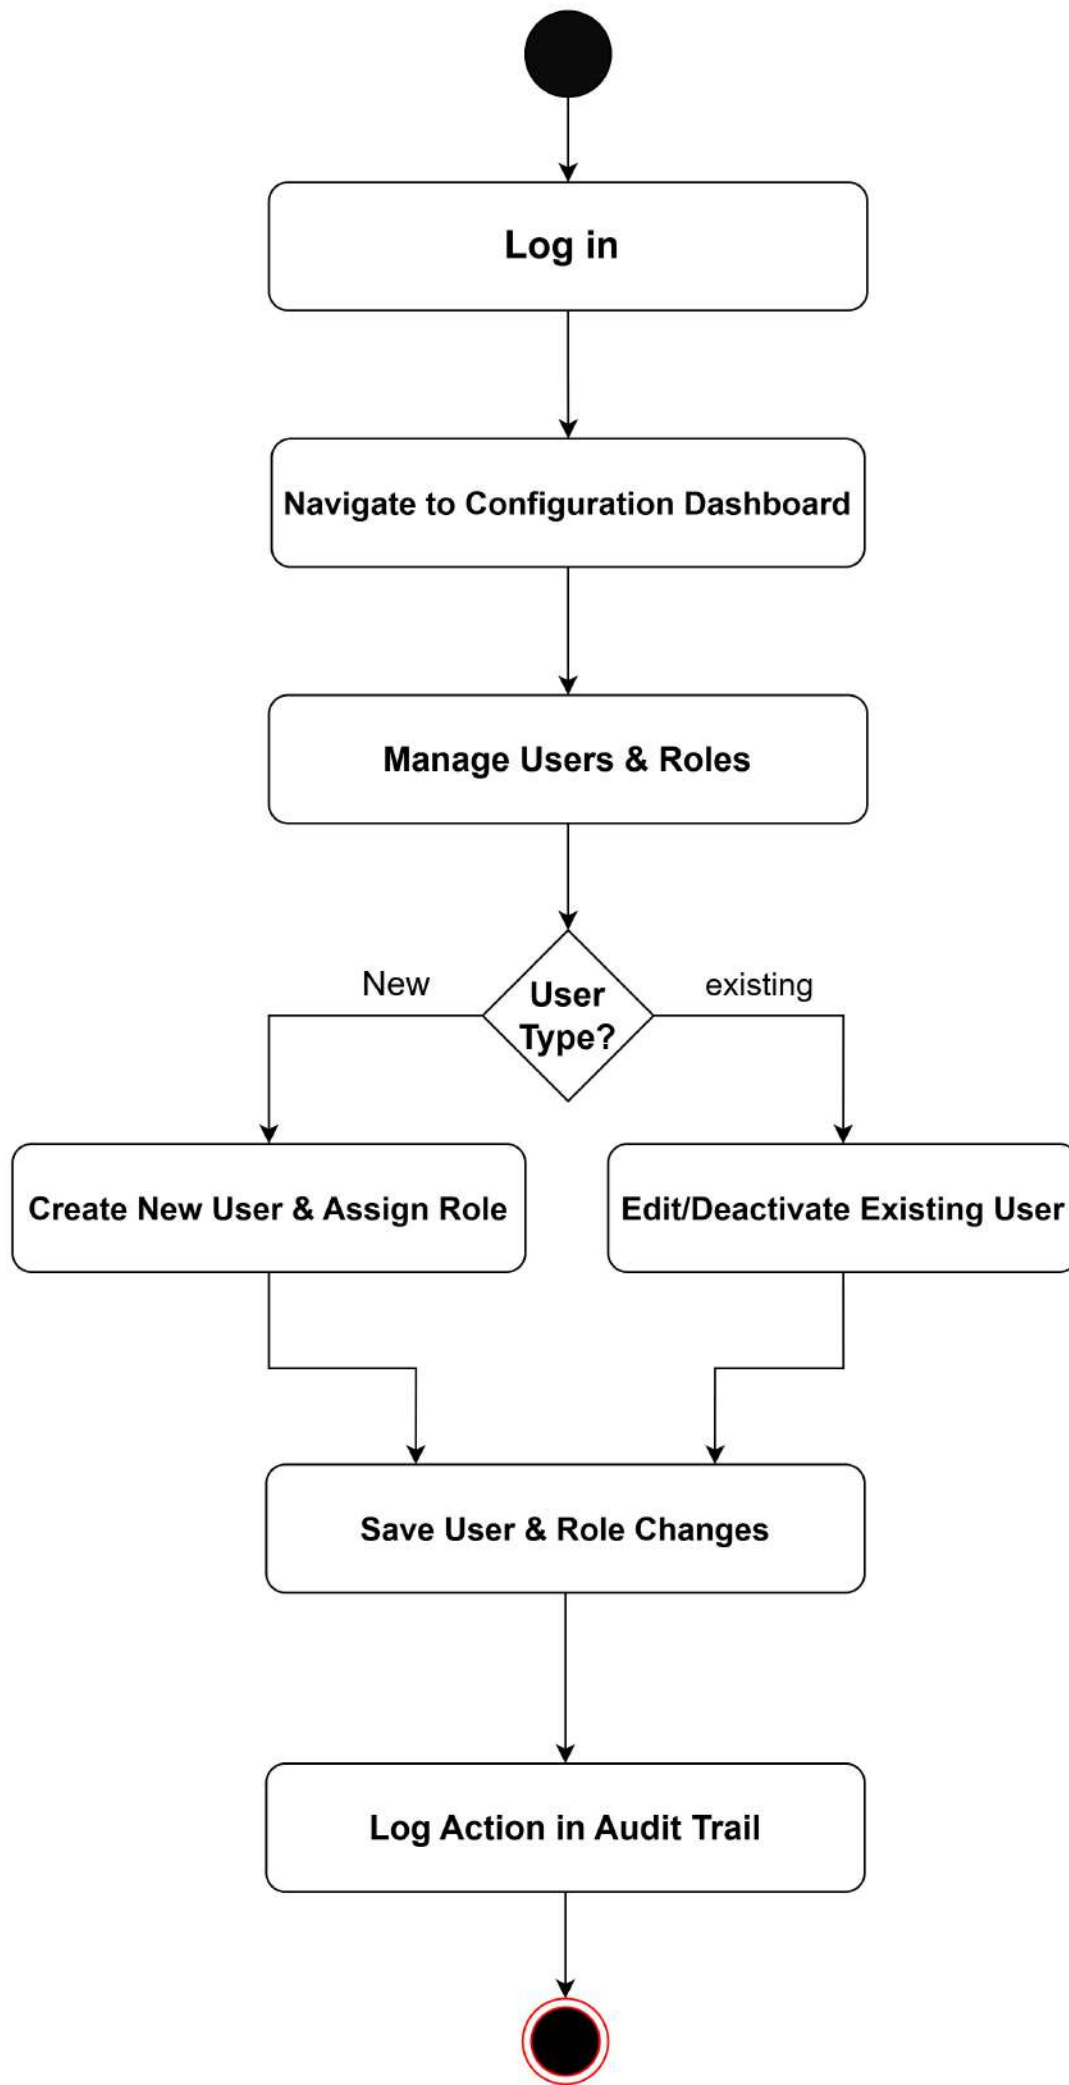 Log in
Navigate to Configuration Dashboard
Manage Users & Roles
New
User
Type?
existing
Create New User & Assign Role
Edit/Deactivate Existing User
Save User & Role Changes
Log Action in Audit Trail